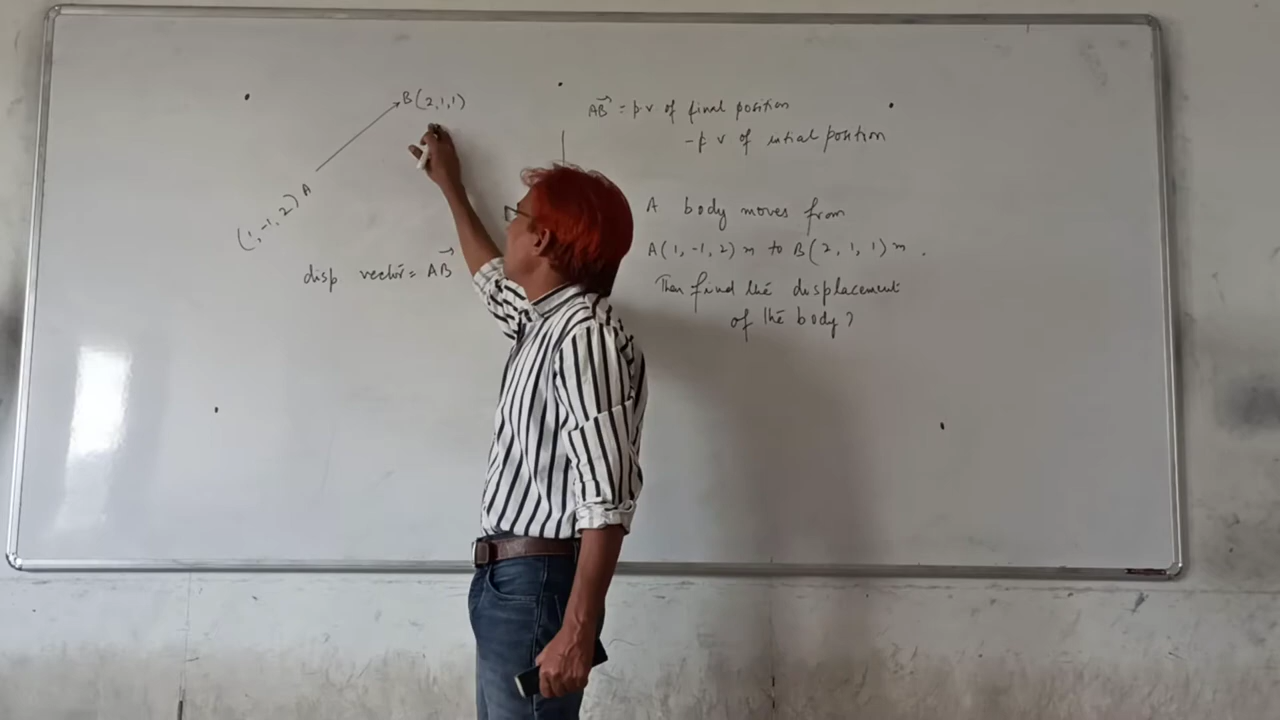 B(2,1,1)
(1,-1,2) A
disp vector = AB
AB = p.v of final position
- p v of intial position
A body moves from
A(1,-1,2) m to B(2,1,1) m.
Then find the displacement
of the body?